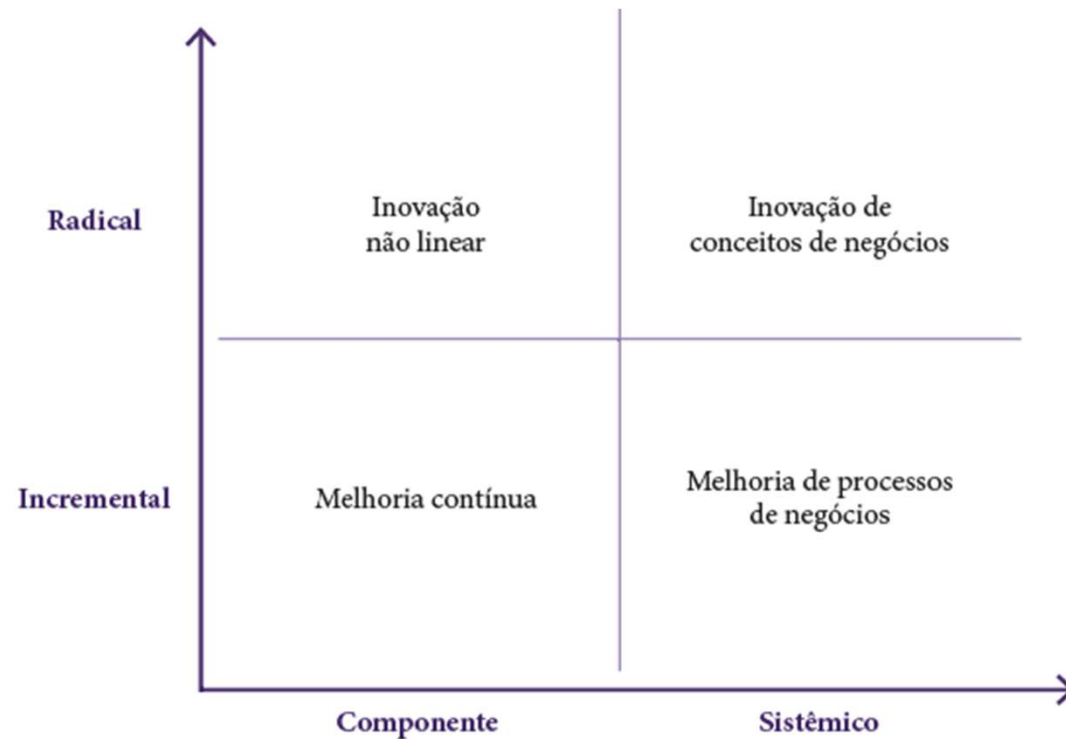 Radical
Inovação
não linear
Inovação de
conceitos de negócios
Incremental
Melhoria contínua
Melhoria de processos
de negócios
Componente
Sistêmico